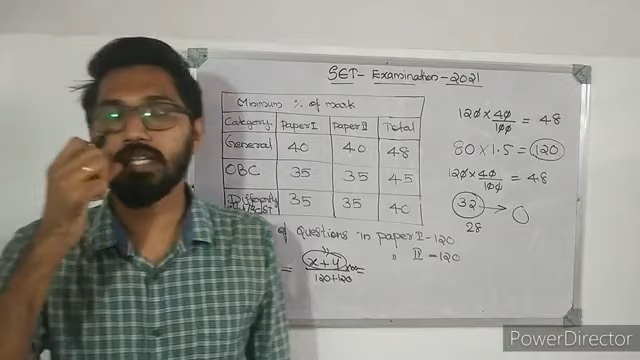 SET- Examination-2021
Minimum % of mark
Category Paper I Paper II Total
General 40 40 48
OBC 35 35 45
35 35 40
of Questions in paper I-120
" II =120
= x+y
120+120
120×40/100 = 48
80×1.5 = 120
120×40/100 = 48
32 → 0
28
PowerDirector